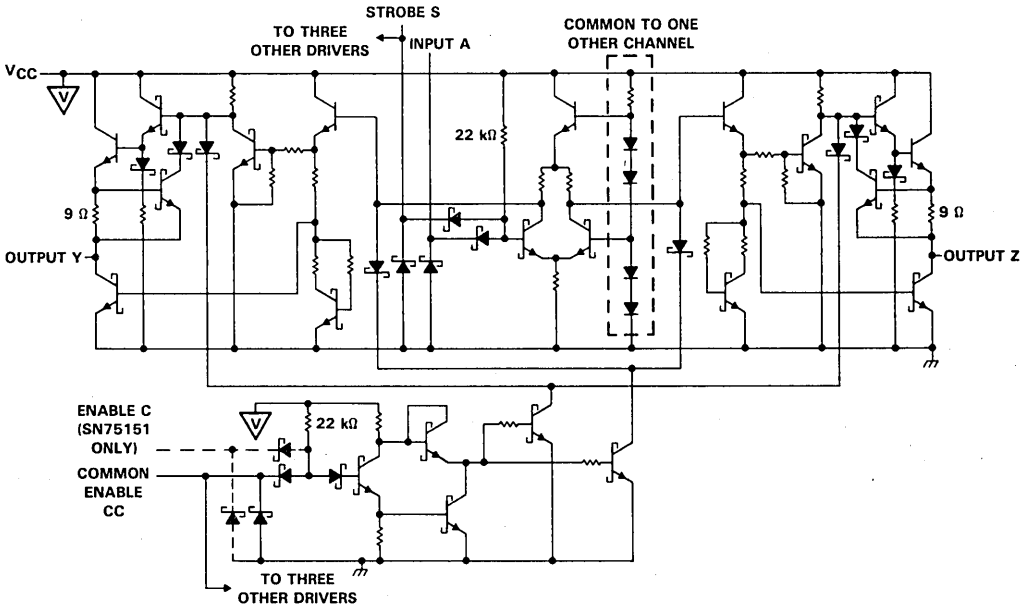 STROBE S
TO THREE
OTHER DRIVERS
INPUT A
COMMON TO ONE
OTHER CHANNEL
VCC
V
22 kΩ
9 Ω
9 Ω
OUTPUT Y
OUTPUT Z
ENABLE C
(SN75151
ONLY)
V
22 kΩ
COMMON
ENABLE
CC
TO THREE
OTHER DRIVERS